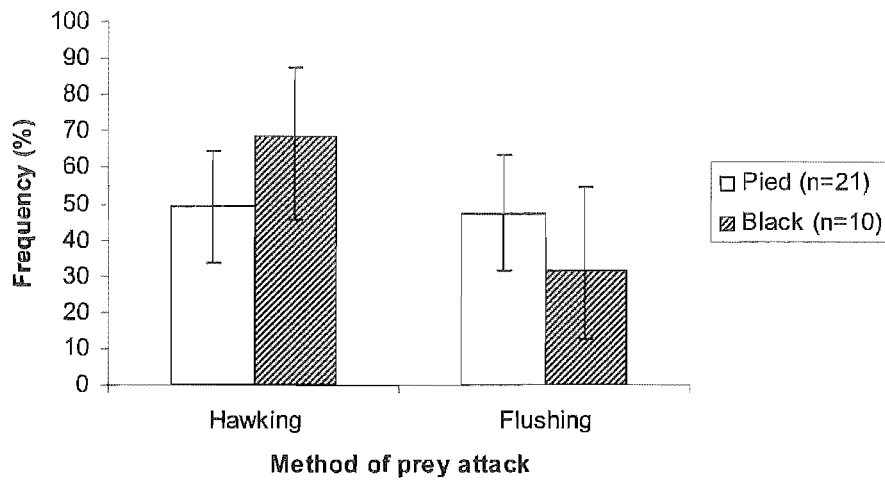 Frequency (%)
100
90
80
70
60
50
40
30
20
10
0
Hawking Flushing
Method of prey attack
Pied (n=21)
Black (n=10)